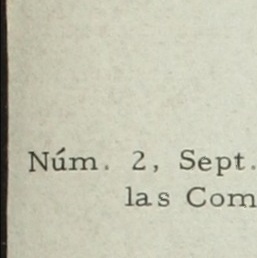 Núm. 2, Sept.
las Com